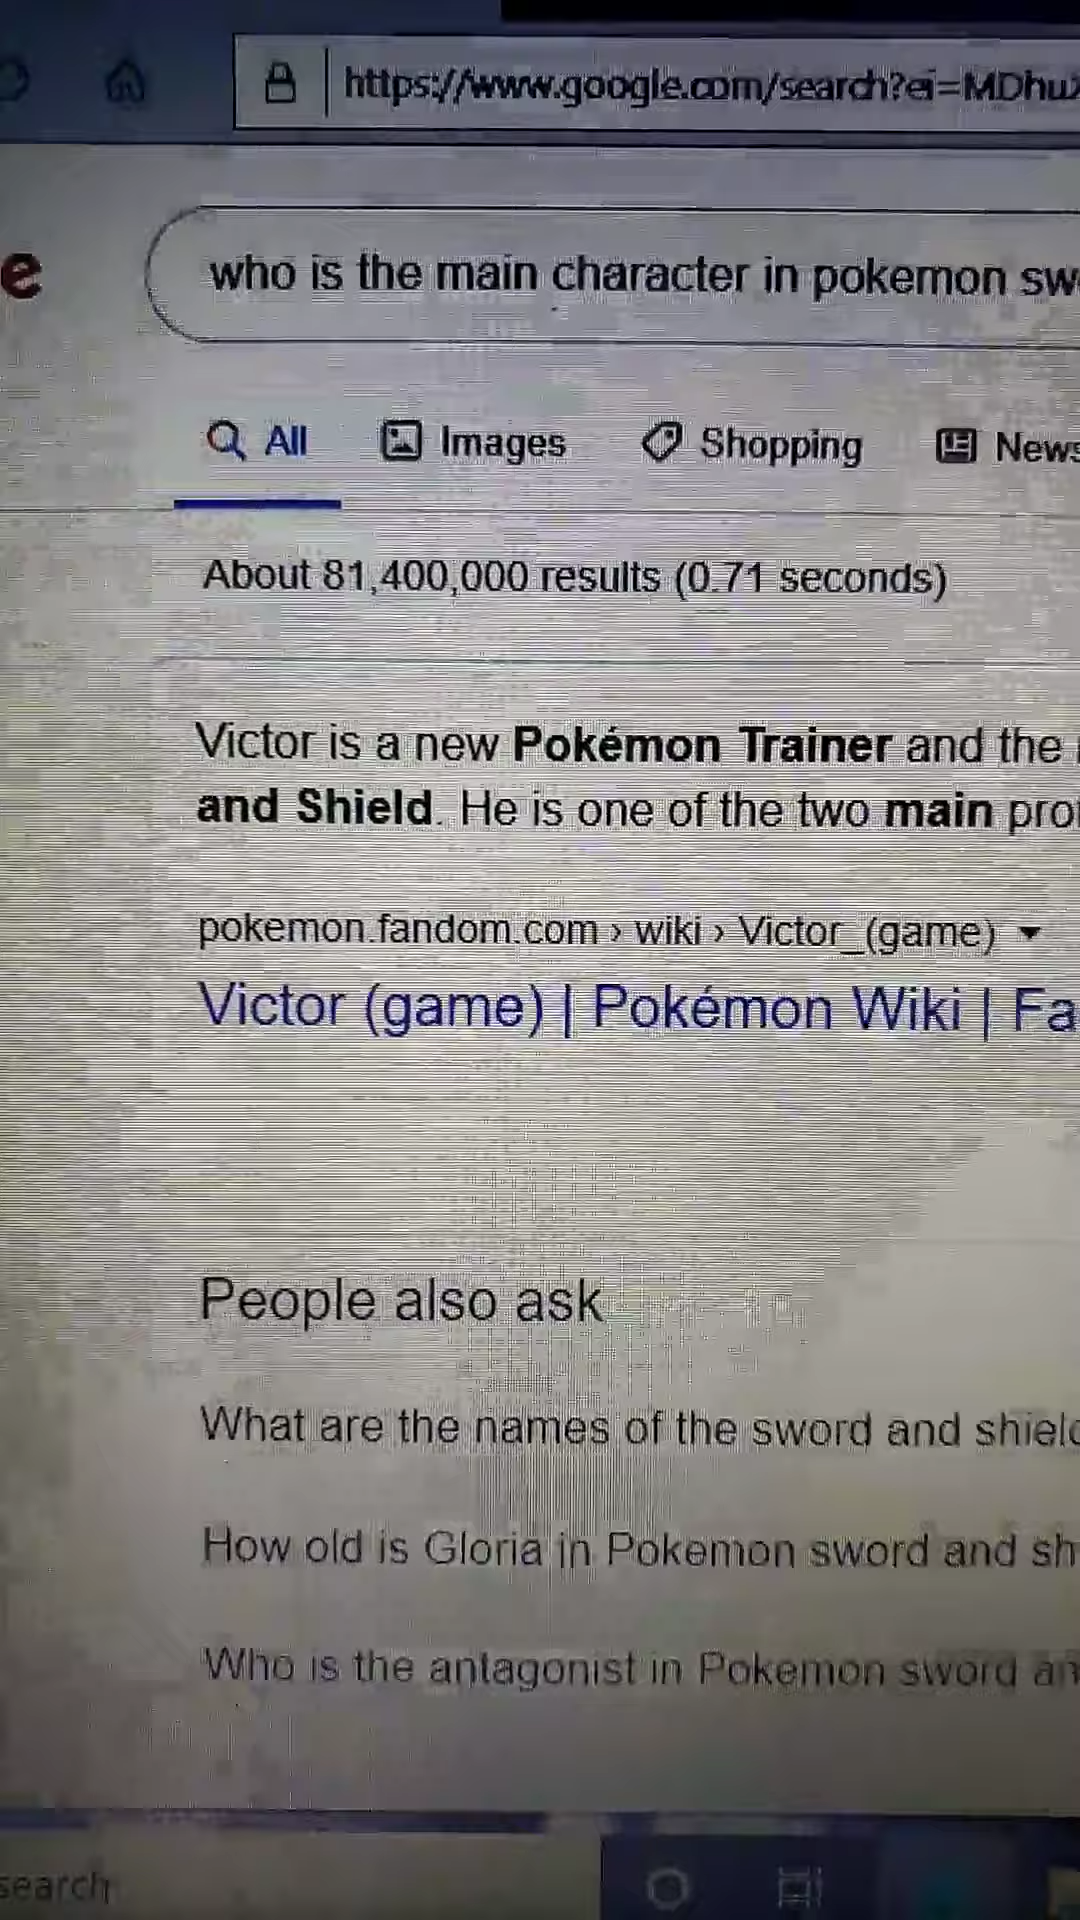 https://www.google.com/search?ei=MDhu
e
who is the main character in pokemon sw
All Images Shopping News
About 81,400,000 results (0.71 seconds)
Victor is a new Pokémon Trainer and the
and Shield. He is one of the two main pro
pokemon.fandom.com › wiki › Victor_(game)
Victor (game) | Pokémon Wiki | Fa
People also ask
What are the names of the sword and shield
How old is Gloria in Pokemon sword and sh
Who is the antagonist in Pokemon sword an
search